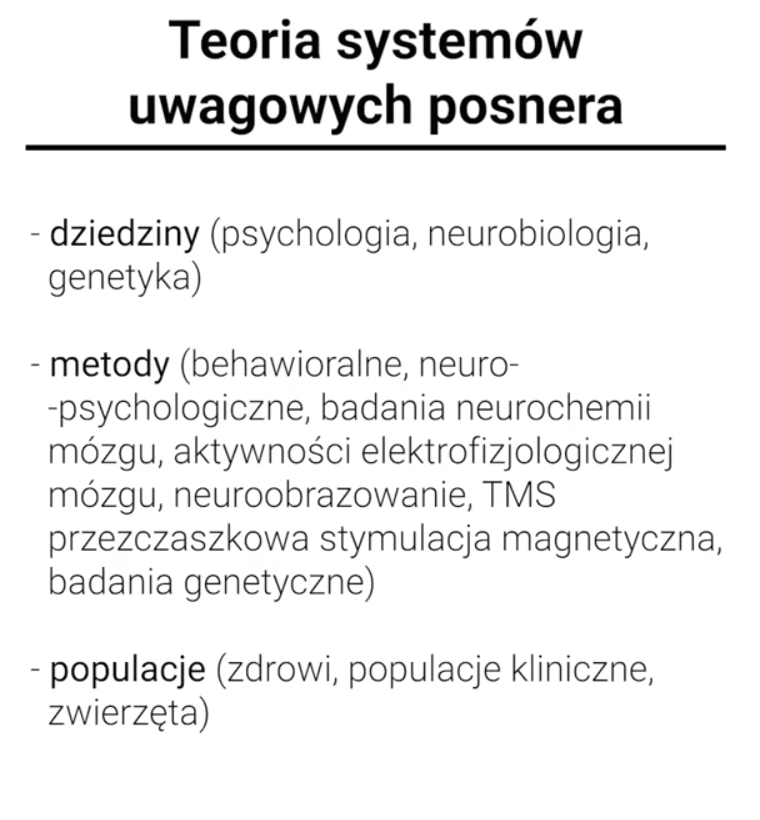 Teoria systemów
uwagowych posnera
- dziedziny (psychologia, neurobiologia,
genetyka)
- metody (behawioralne, neuro-
-psychologiczne, badania neurochemii
mózgu, aktywności elektrofizjologicznej
mózgu, neuroobrazowanie, TMS
przezczaszkowa stymulacja magnetyczna,
badania genetyczne)
- populacje (zdrowi, populacje kliniczne,
zwierzęta)